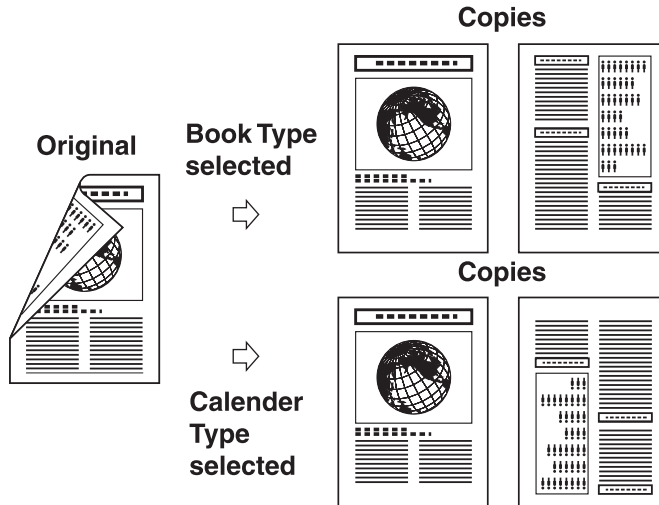 Copies
Original
Book Type
selected
Copies
Calender
Type
selected